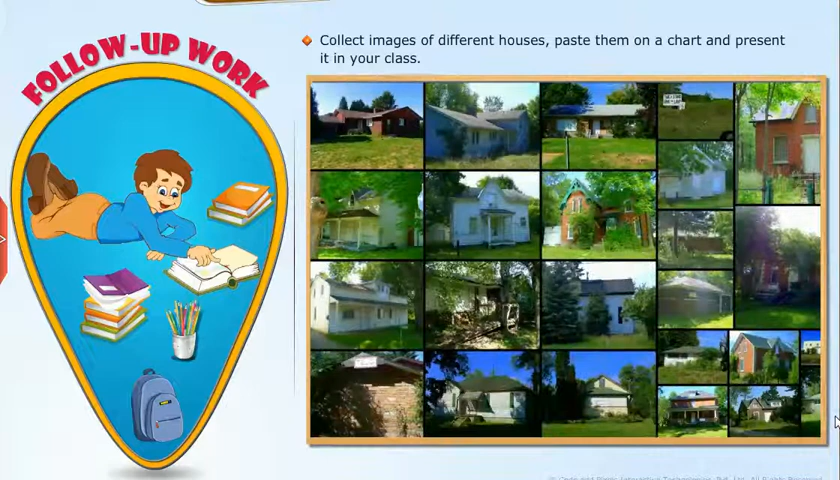 FOLLOW-UP WORK
Collect images of different houses, paste them on a chart and present
it in your class.